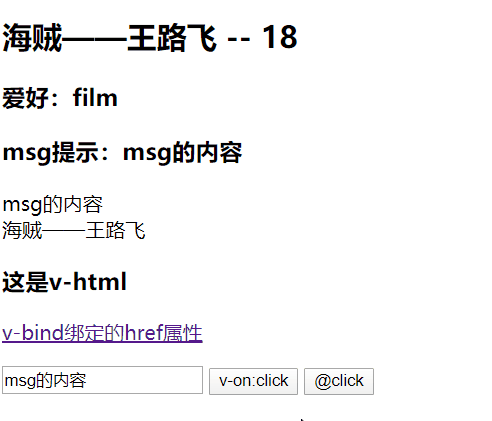 海贼——王路飞 -- 18
爱好：film
msg提示：msg的内容
msg的内容
海贼——王路飞
这是v-html
v-bind绑定的href属性
msg的内容 v-on:click @click